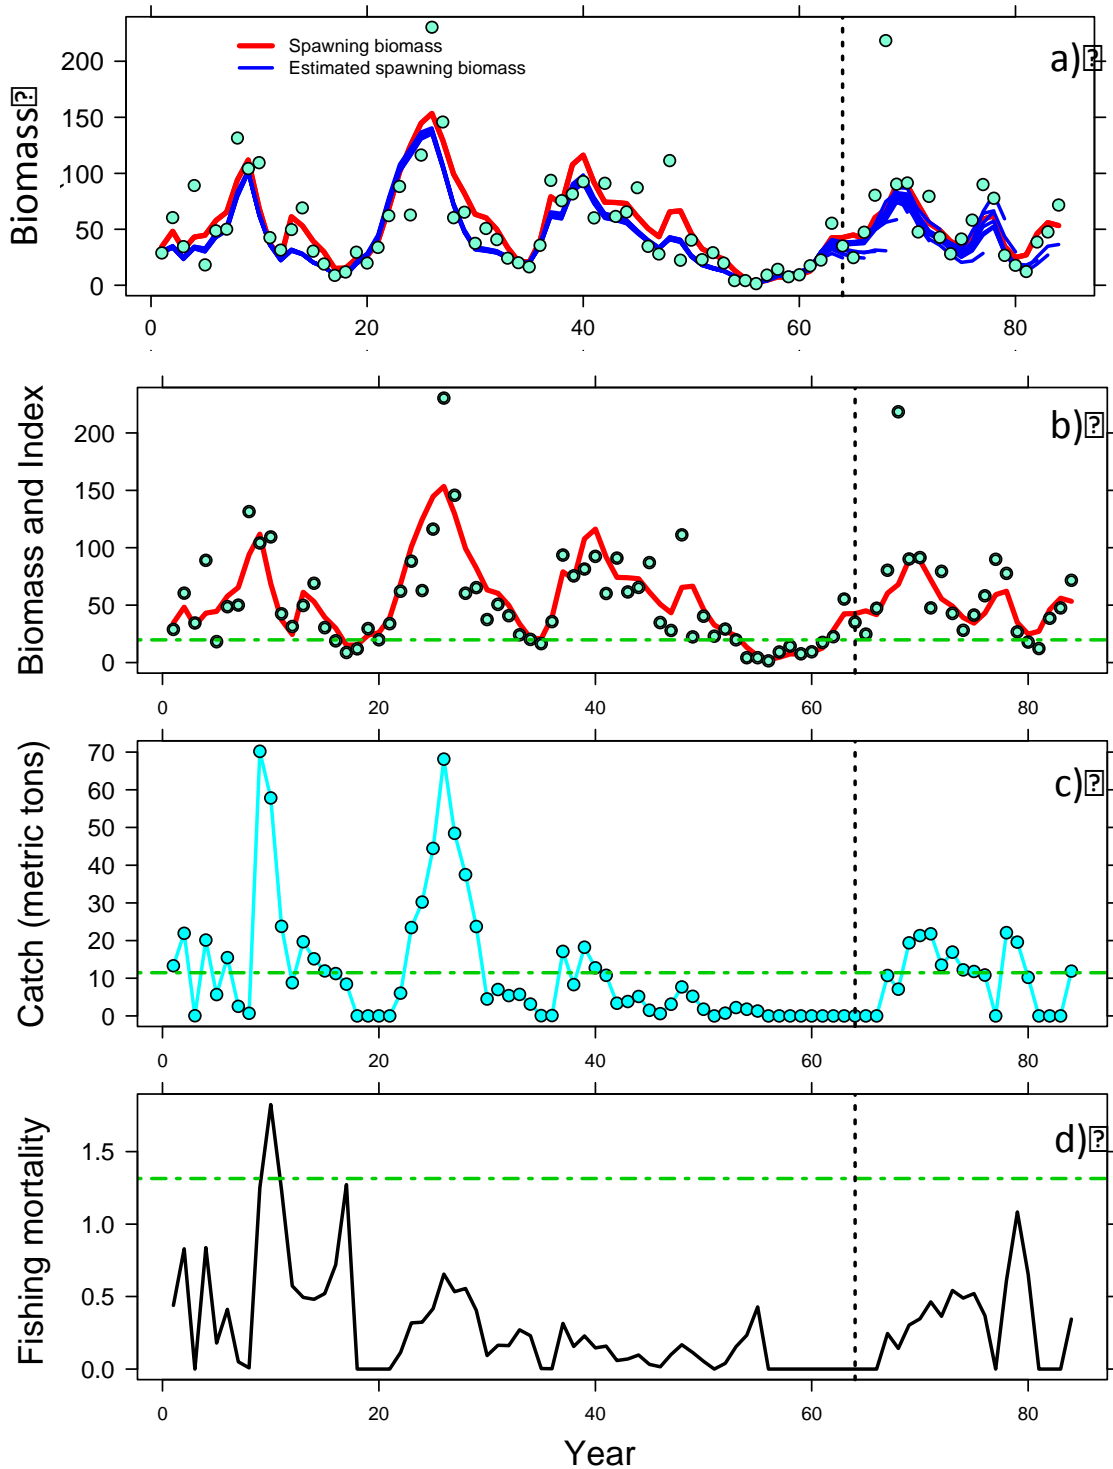 Spawning biomass
Estimated spawning biomass
a)
Biomass
0
50
100
150
200
0 20 40 60 80
b)
Biomass and Index
0
50
100
150
200
0 20 40 60 80
c)
Catch (metric tons)
0
10
20
30
40
50
60
70
0 20 40 60 80
d)
Fishing mortality
0.0
0.5
1.0
1.5
0 20 40 60 80
Year